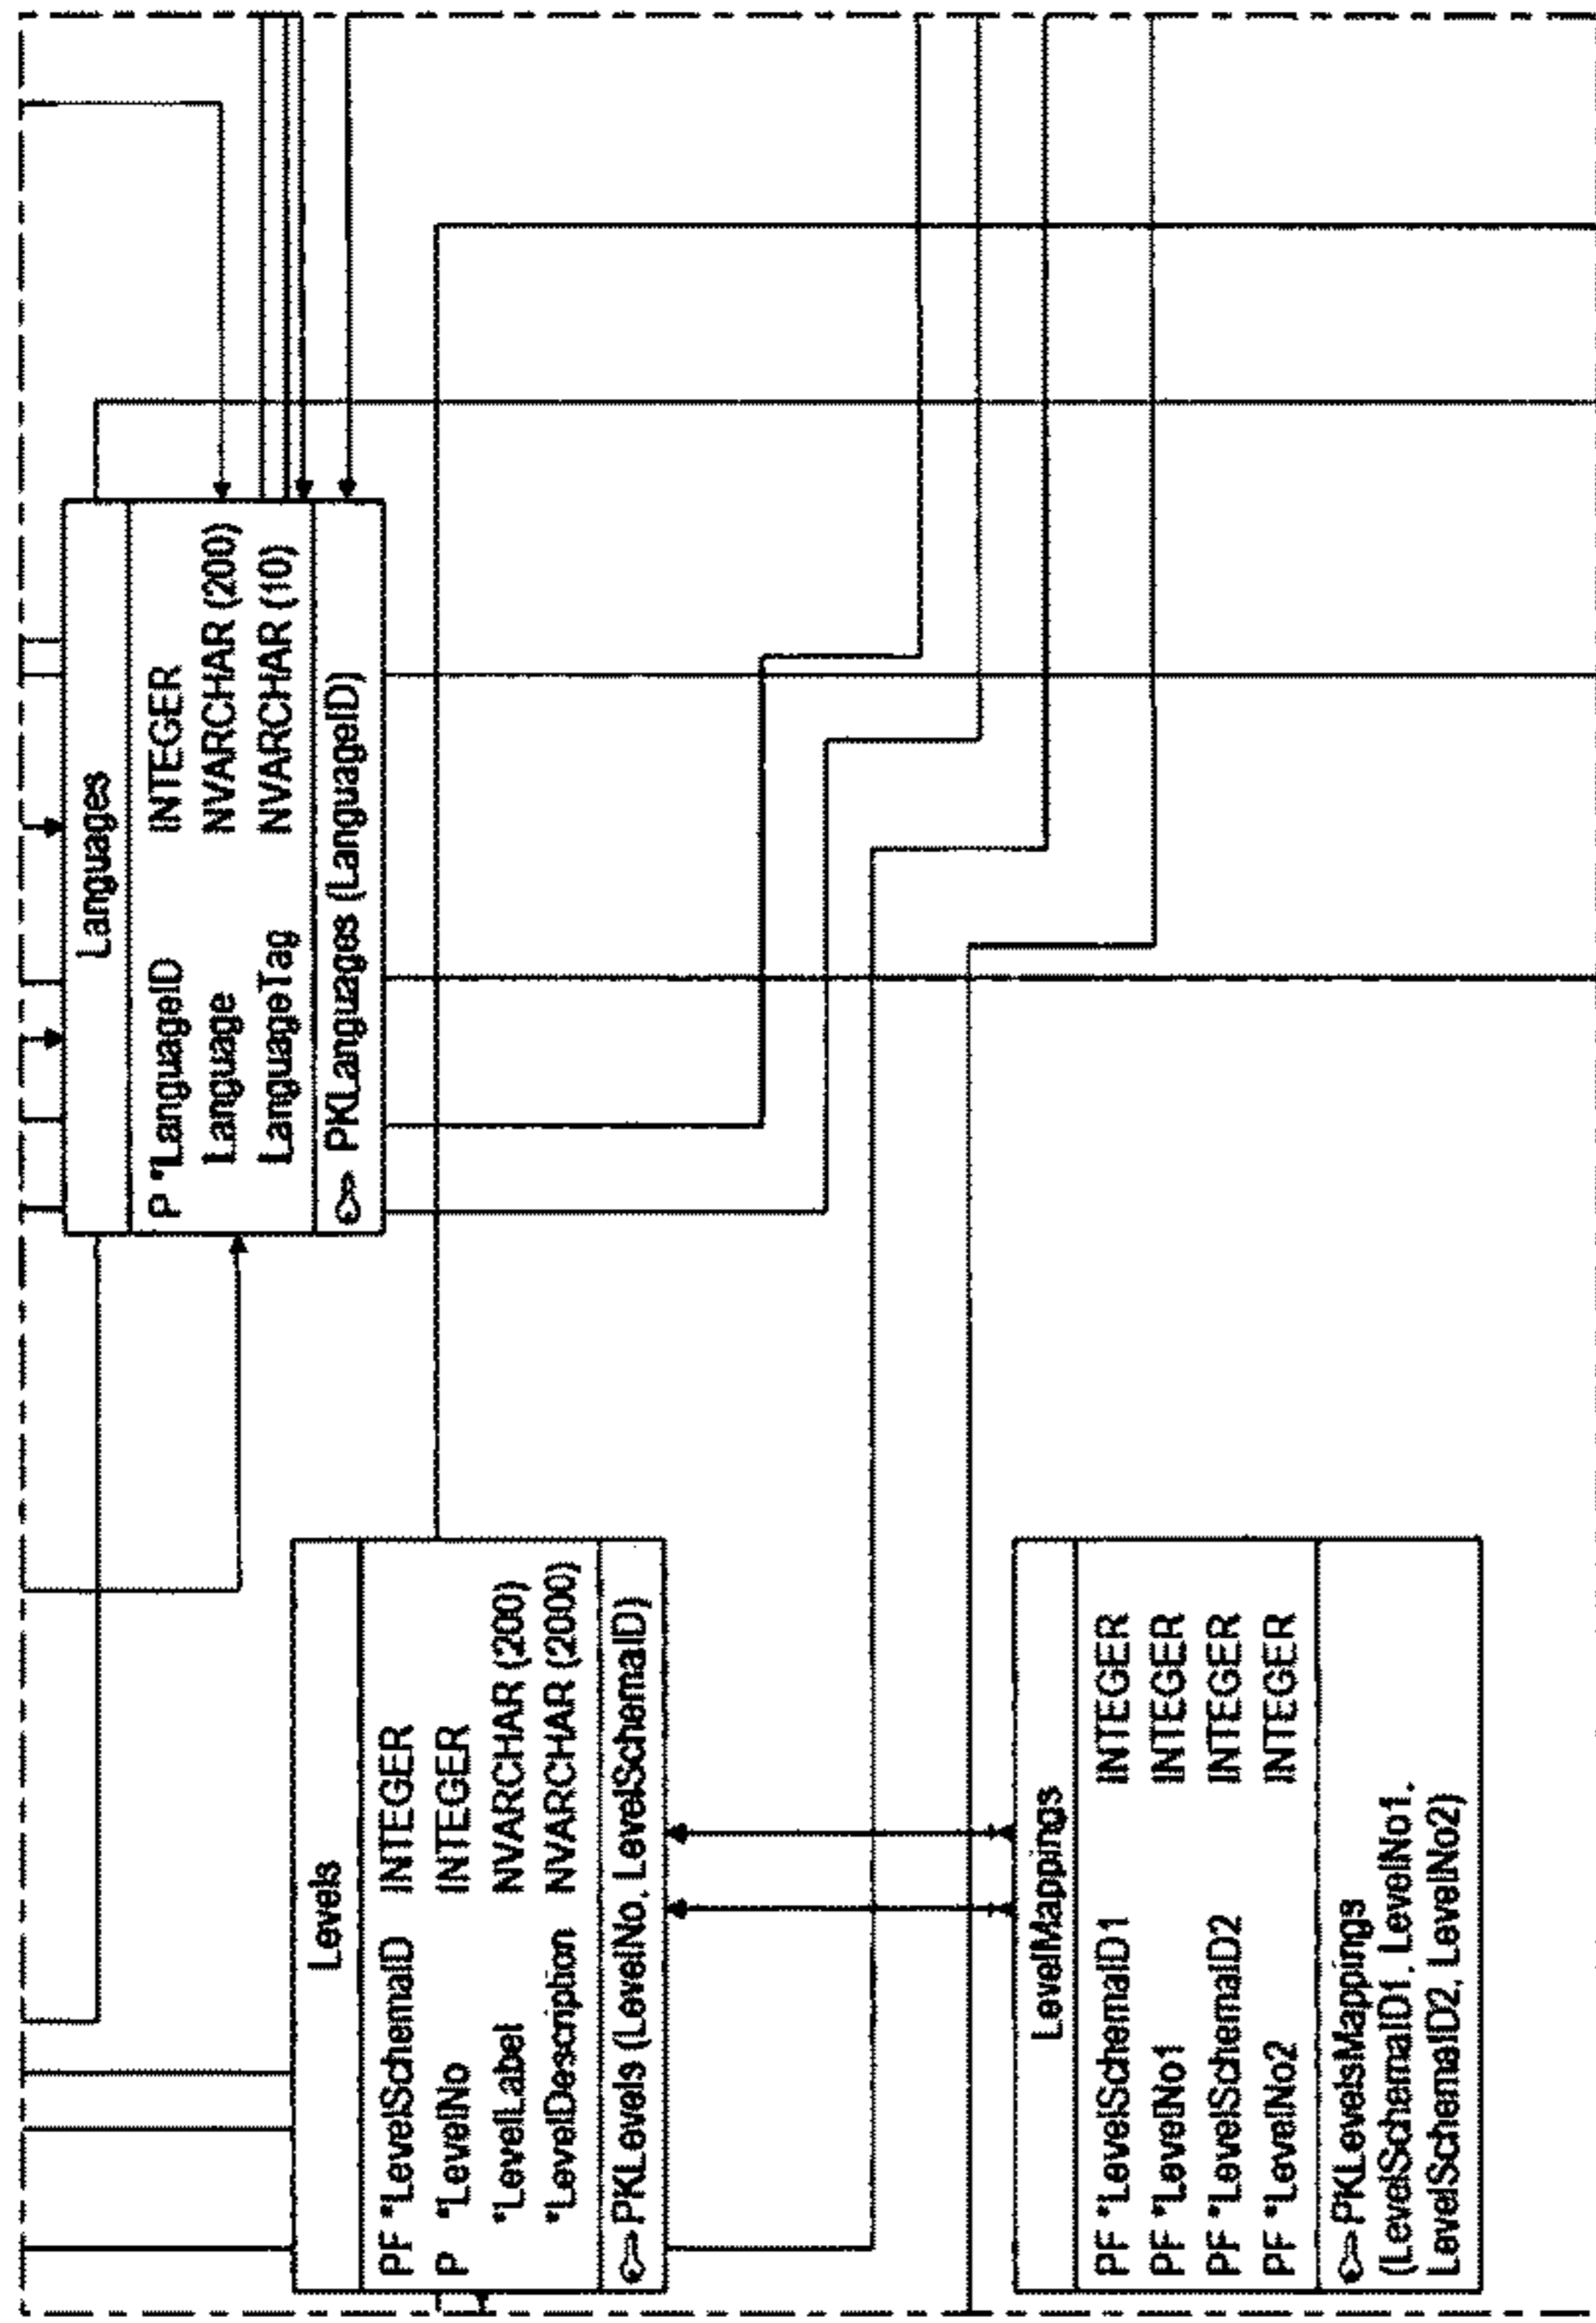 Levels
PF *LevelSchemaID INTEGER
P *LevelNo INTEGER
*LevelLabel NVARCHAR (200)
*LevelDescription NVARCHAR (2000)
PKLevels (LevelNo, LevelSchemaID)
LevelMappings
PF *LevelSchemaID1 INTEGER
PF *LevelNo1 INTEGER
PF *LevelSchemaID2 INTEGER
PF *LevelNo2 INTEGER
PKLevelsMappings
(LevelSchemaID1, LevelNo1,
LevelSchemaID2, LevelNo2)
Languages
P *LanguageID INTEGER
Language NVARCHAR (200)
LanguageTag NVARCHAR (10)
PKLanguages (LanguageID)